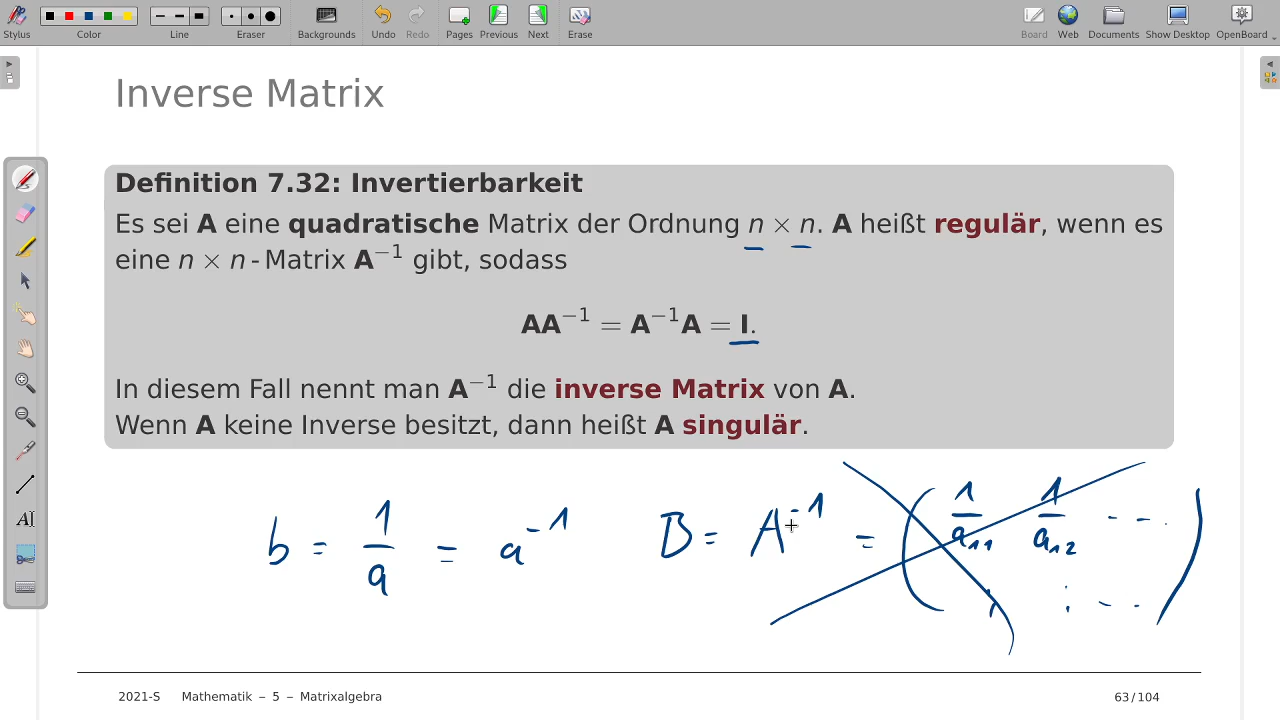 Stylus Color Line Eraser Backgrounds Undo Redo Pages Previous Next Erase Board Web Documents Show Desktop OpenBoard
Inverse Matrix
Definition 7.32: Invertierbarkeit
Es sei A eine quadratische Matrix der Ordnung n × n. A heißt regulär, wenn es
eine n × n - Matrix A⁻¹ gibt, sodass
AA⁻¹ = A⁻¹A = I.
In diesem Fall nennt man A⁻¹ die inverse Matrix von A.
Wenn A keine Inverse besitzt, dann heißt A singulär.
b = 1/a = a⁻¹ B = A⁻¹ = ( 1/a₁₁ 1/a₁₂ ... )
2021-S Mathematik – 5 – Matrixalgebra 63/104